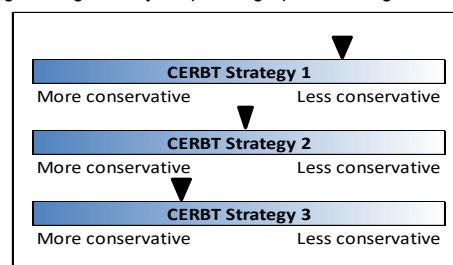 CERBT Strategy 1
More conservative Less conservative
CERBT Strategy 2
More conservative Less conservative
CERBT Strategy 3
More conservative Less conservative